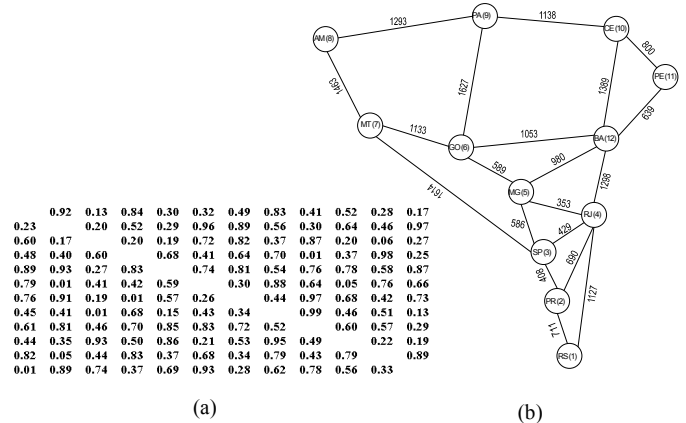 0.92 0.13 0.84 0.30 0.32 0.49 0.83 0.41 0.52 0.28 0.17
0.23 0.20 0.52 0.29 0.96 0.89 0.56 0.30 0.64 0.46 0.97
0.60 0.17 0.20 0.19 0.72 0.82 0.37 0.87 0.20 0.06 0.27
0.48 0.40 0.60 0.68 0.41 0.64 0.70 0.01 0.37 0.98 0.25
0.89 0.93 0.27 0.83 0.74 0.81 0.54 0.76 0.78 0.58 0.87
0.79 0.01 0.41 0.42 0.59 0.30 0.88 0.64 0.05 0.76 0.66
0.76 0.91 0.19 0.01 0.57 0.26 0.44 0.97 0.68 0.42 0.73
0.45 0.41 0.01 0.68 0.15 0.43 0.34 0.99 0.46 0.51 0.13
0.61 0.81 0.46 0.70 0.85 0.83 0.72 0.52 0.60 0.57 0.29
0.44 0.35 0.93 0.50 0.86 0.21 0.53 0.95 0.49 0.22 0.19
0.82 0.05 0.44 0.83 0.37 0.68 0.34 0.79 0.43 0.79 0.89
0.01 0.89 0.74 0.37 0.69 0.93 0.28 0.62 0.78 0.56 0.33
(a)
PA(9)
1293
1138
CE(10)
AM(8)
800
PE(11)
1463
1627
1389
639
MT(7)
1133
GO(6)
1053
BA(12)
589
980
1298
1614
MG(5)
353
RJ(4)
586
429
SP(3)
690
408
1127
PR(2)
711
RS(1)
(b)